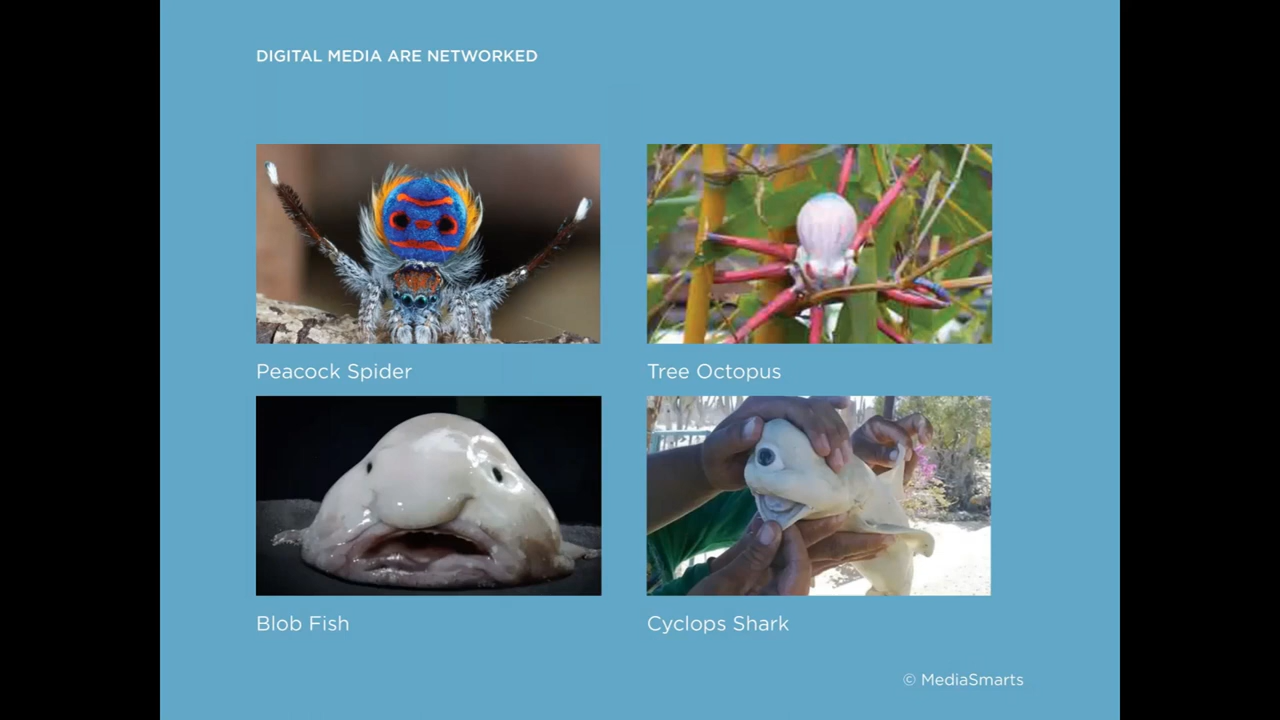 DIGITAL MEDIA ARE NETWORKED
Peacock Spider
Tree Octopus
Blob Fish
Cyclops Shark
© MediaSmarts